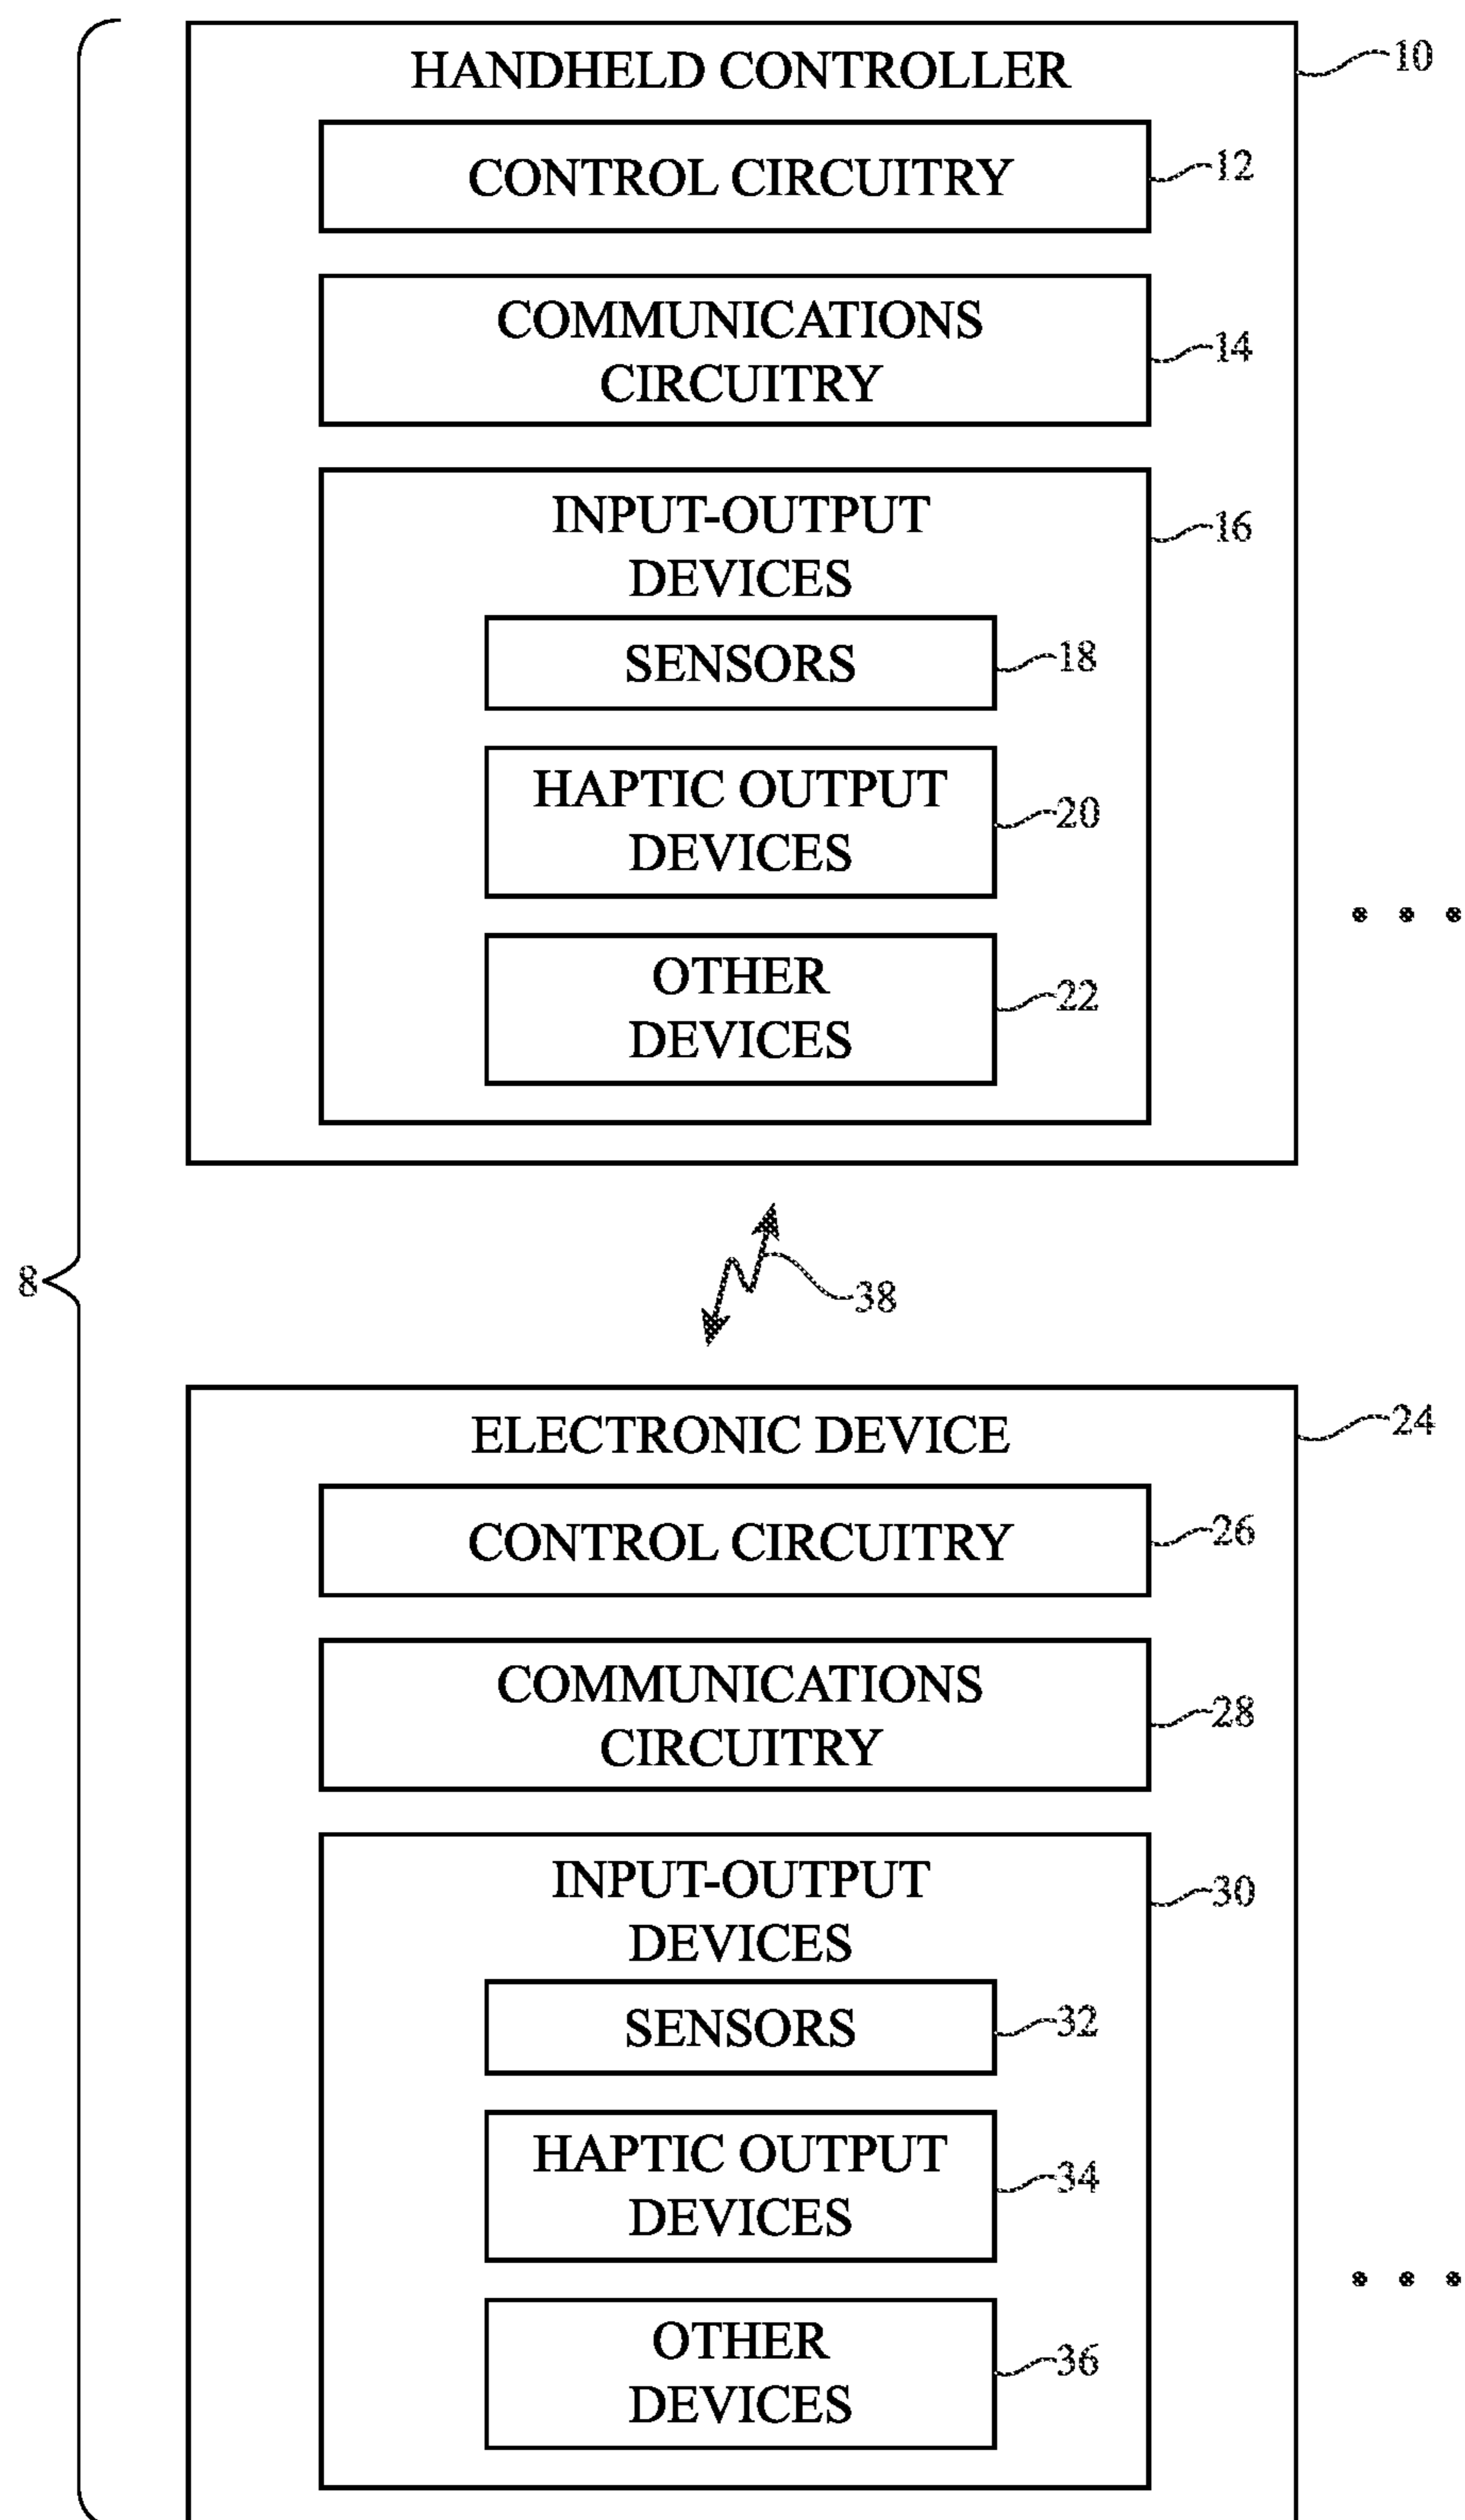 HANDHELD CONTROLLER
10
CONTROL CIRCUITRY
12
COMMUNICATIONS
CIRCUITRY
14
INPUT-OUTPUT
DEVICES
16
SENSORS
18
HAPTIC OUTPUT
DEVICES
20
OTHER
DEVICES
22
8
38
ELECTRONIC DEVICE
24
CONTROL CIRCUITRY
26
COMMUNICATIONS
CIRCUITRY
28
INPUT-OUTPUT
DEVICES
30
SENSORS
32
HAPTIC OUTPUT
DEVICES
34
OTHER
DEVICES
36